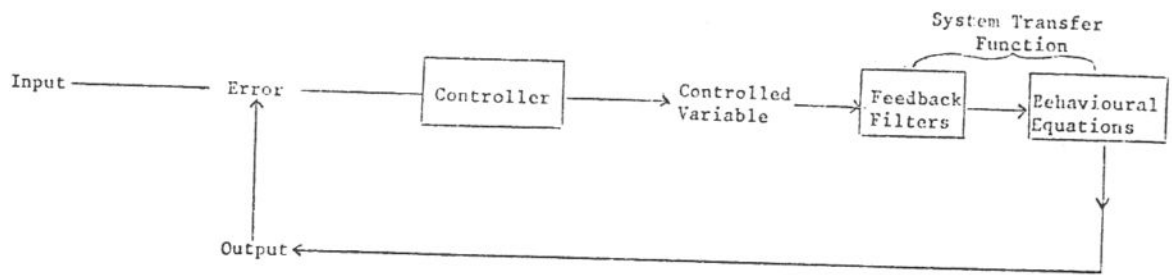 System Transfer
Function
Input
Error
Controller
Controlled
Variable
Feedback
Filters
Behavioural
Equations
Output